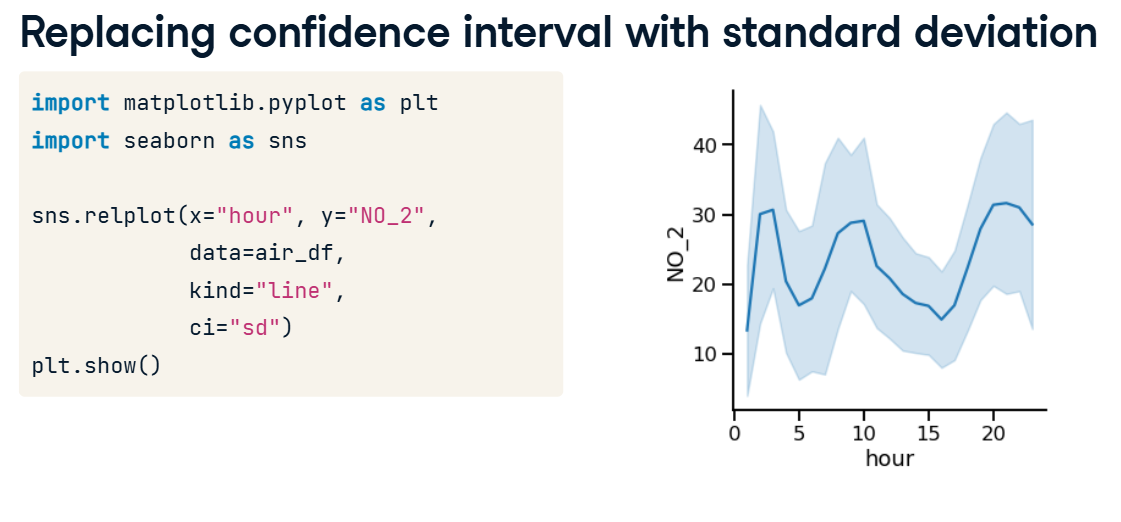 Replacing confidence interval with standard deviation
import matplotlib.pyplot as plt
import seaborn as sns
sns.relplot(x="hour", y="NO_2",
data=air_df,
kind="line",
ci="sd")
plt.show()
NO_2
40
30
20
10
0 5 10 15 20
hour